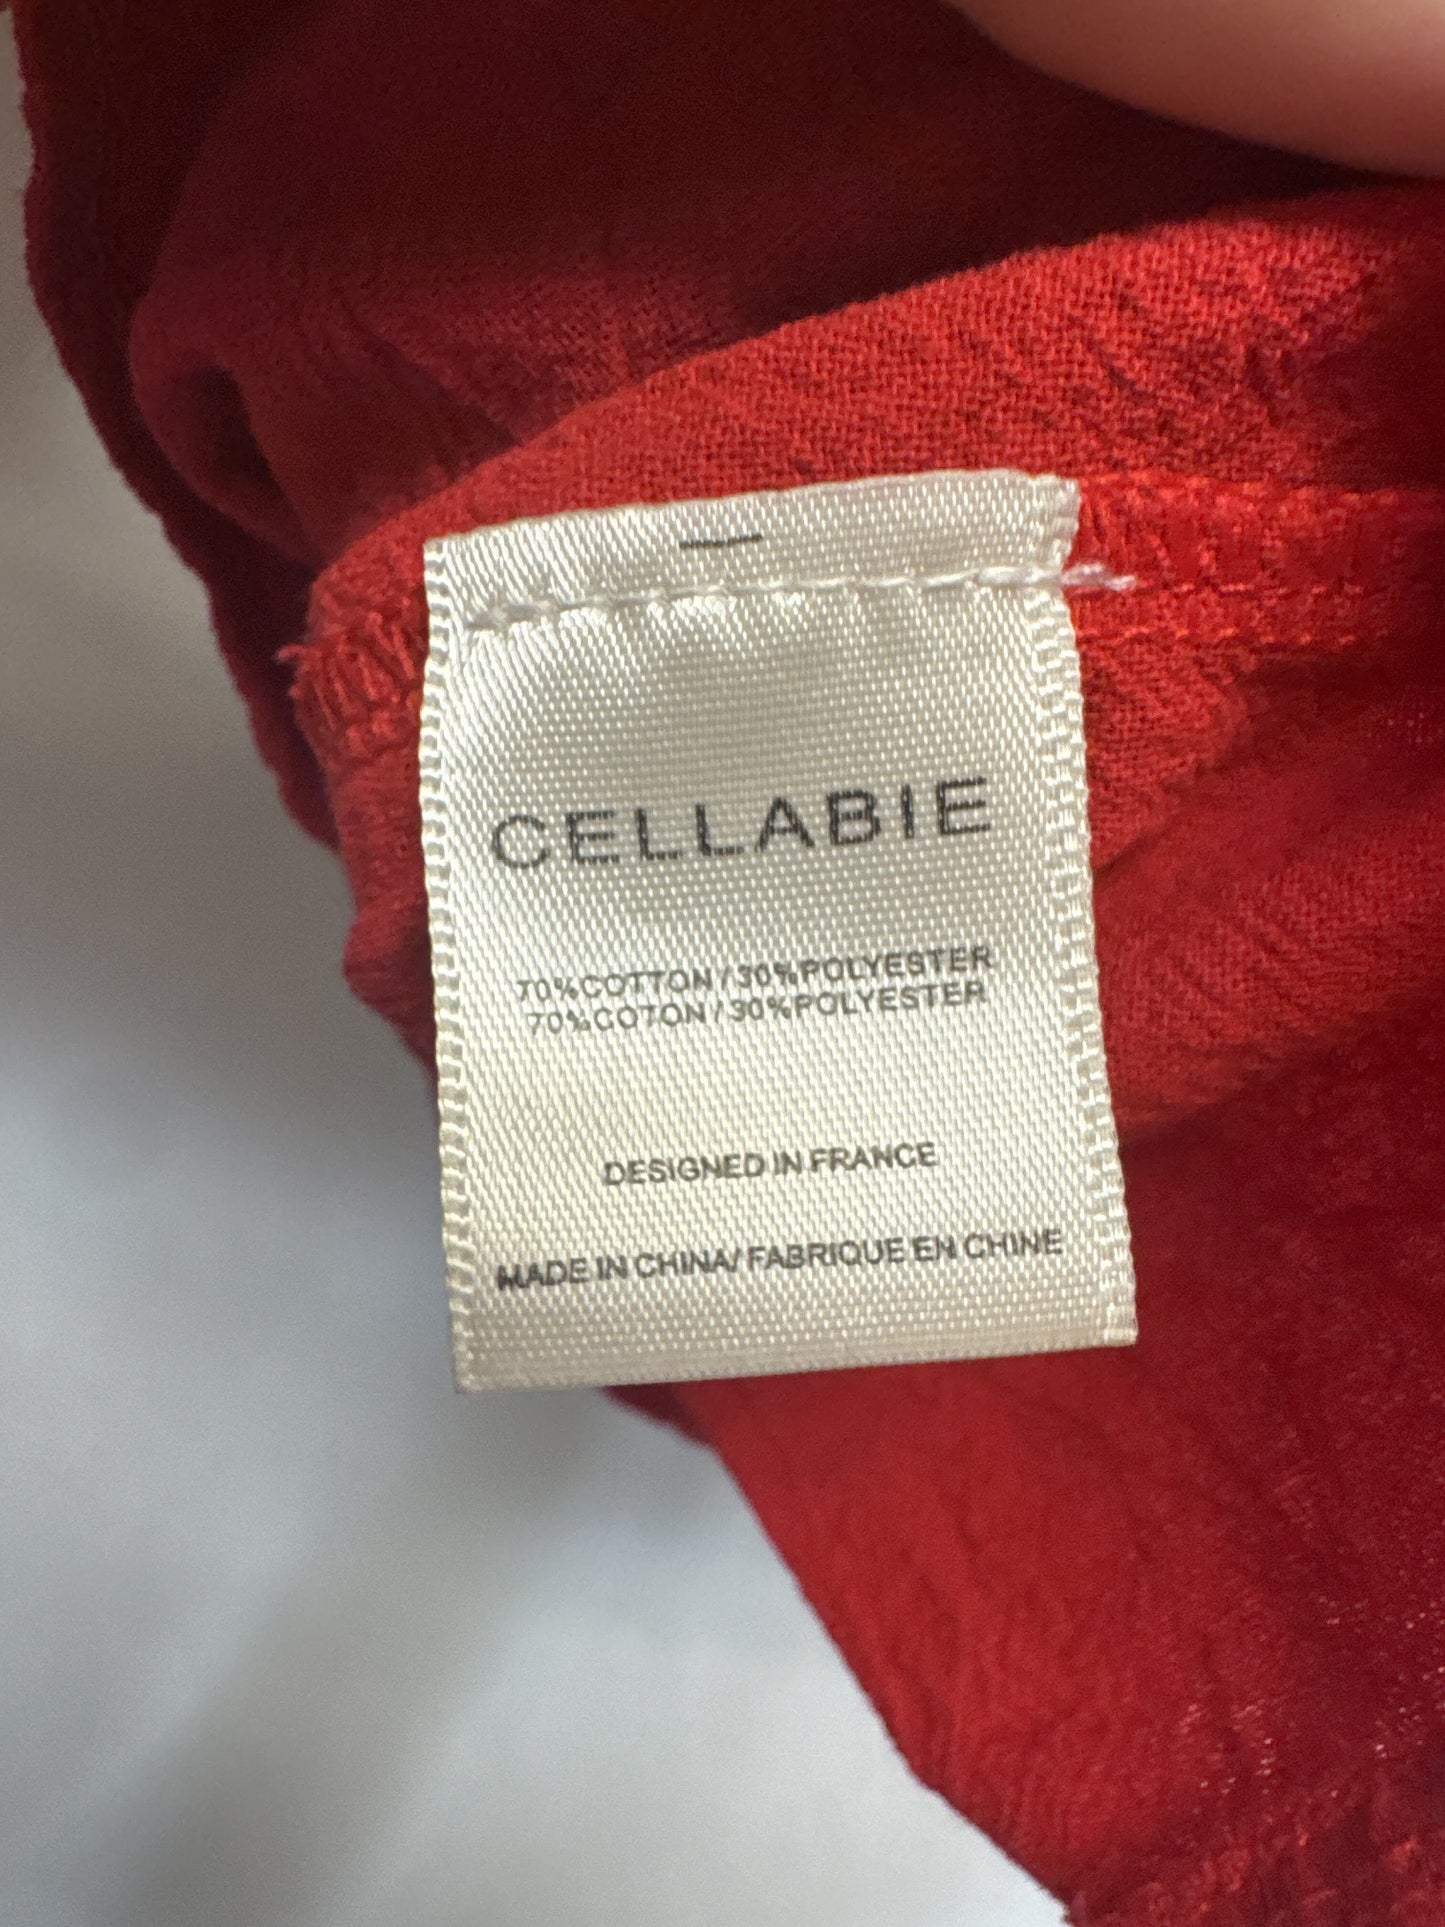 CELLABIE
70%COTTON / 30%POLYESTER
70%COTON / 30%POLYESTER
DESIGNED IN FRANCE
MADE IN CHINA/ FABRIQUE EN CHINE